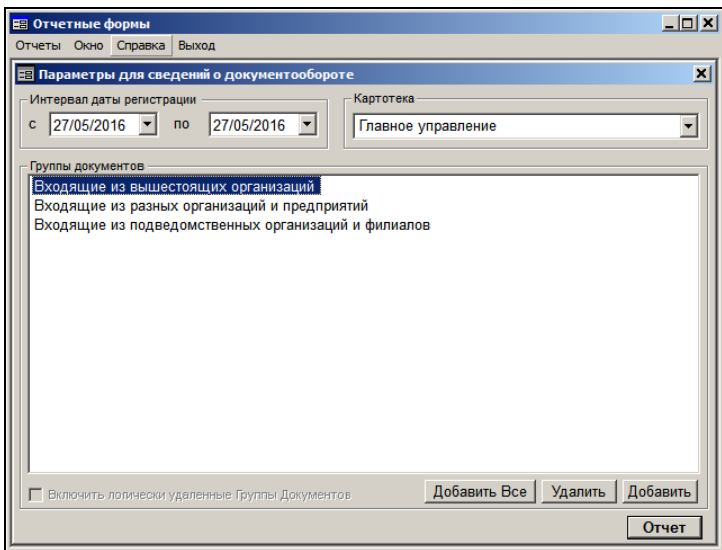 Отчетные формы
Отчеты Окно Справка Выход
Параметры для сведений о документообороте
Интервал даты регистрации
Картотека
с 27/05/2016 по 27/05/2016
Главное управление
Группы документов
Входящие из вышестоящих организаций
Входящие из разных организаций и предприятий
Входящие из подведомственных организаций и филиалов
Включить логически удаленные Группы Документов
Добавить Все Удалить Добавить
Отчет